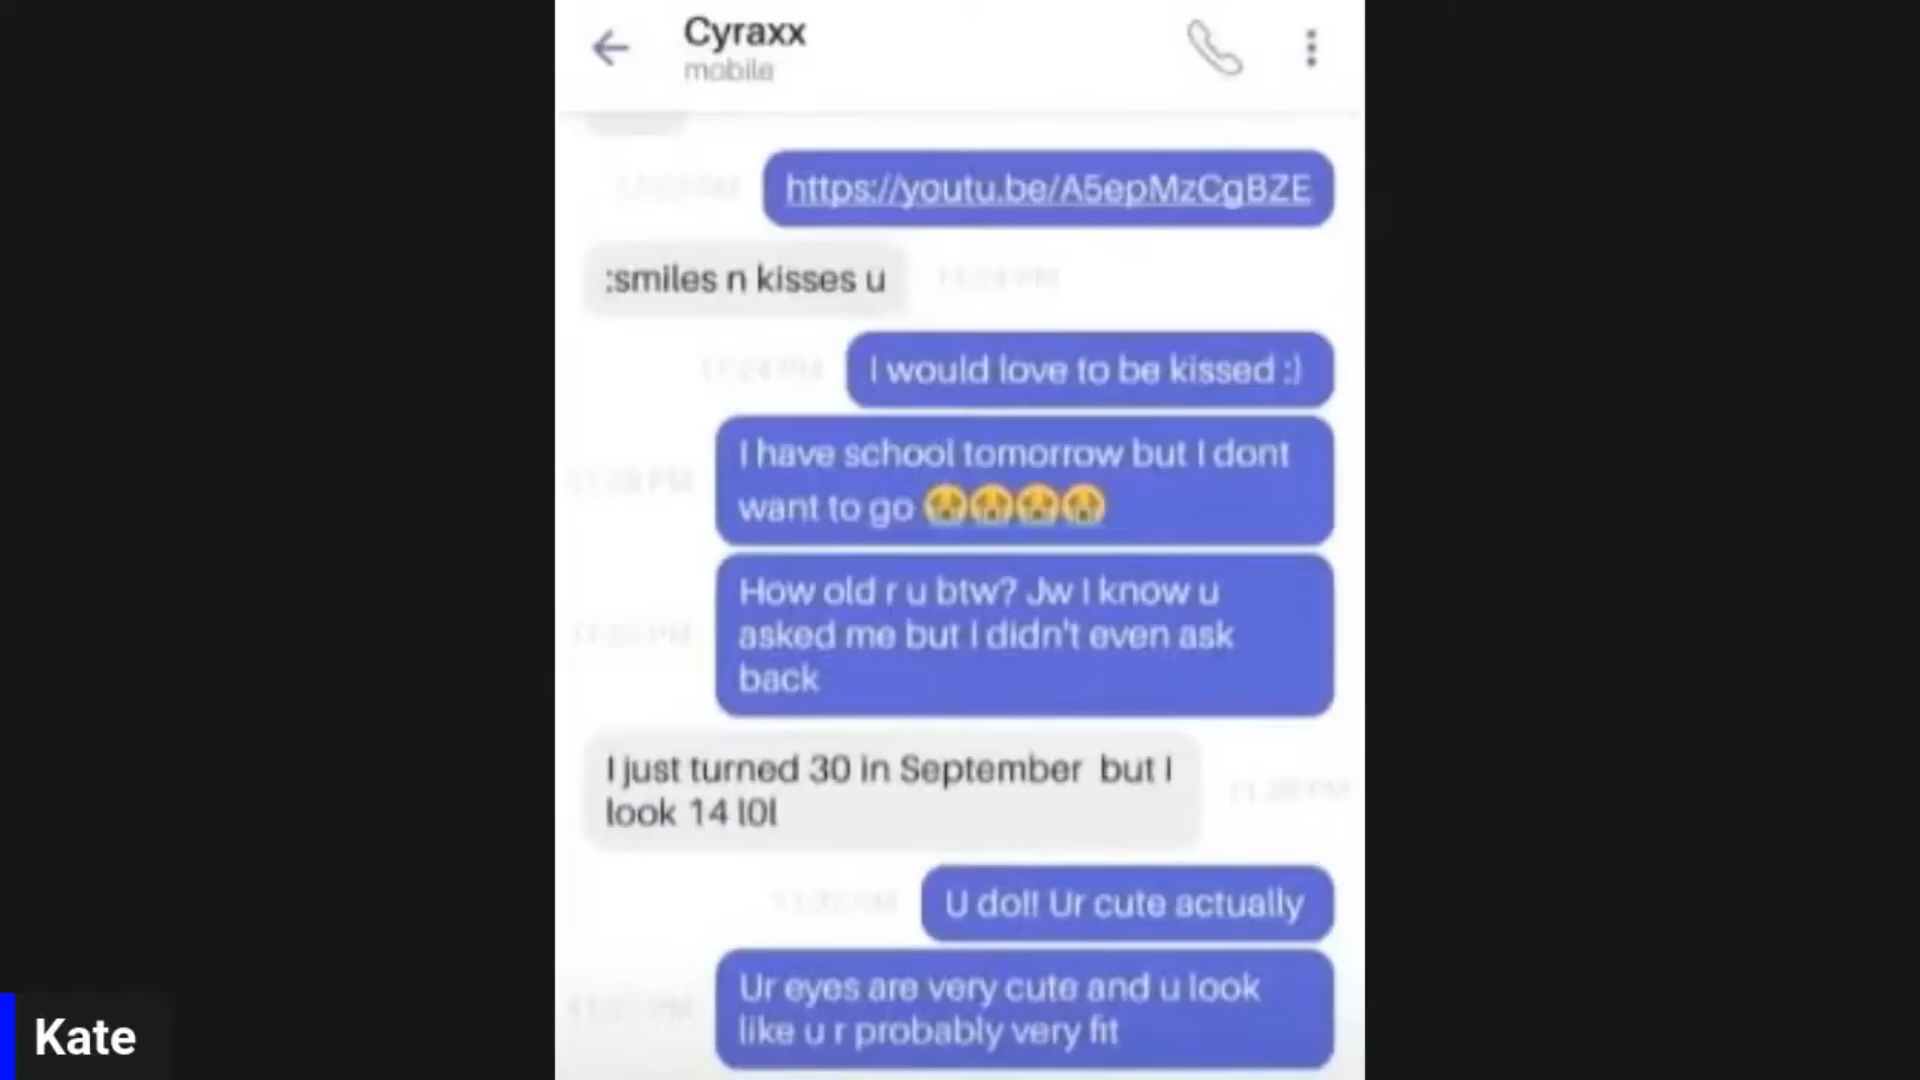 Cyraxx
mobile
https://youtu.be/A5epMzCgBZE
:smiles n kisses u
I would love to be kissed :)
I have school tomorrow but I dont
want to go 😭😭😭😭
How old r u btw? Jw I know u
asked me but I didn't even ask
back
I just turned 30 in September but I
look 14 l0l
U do!! Ur cute actually
Ur eyes are very cute and u look
like u r probably very fit
Kate